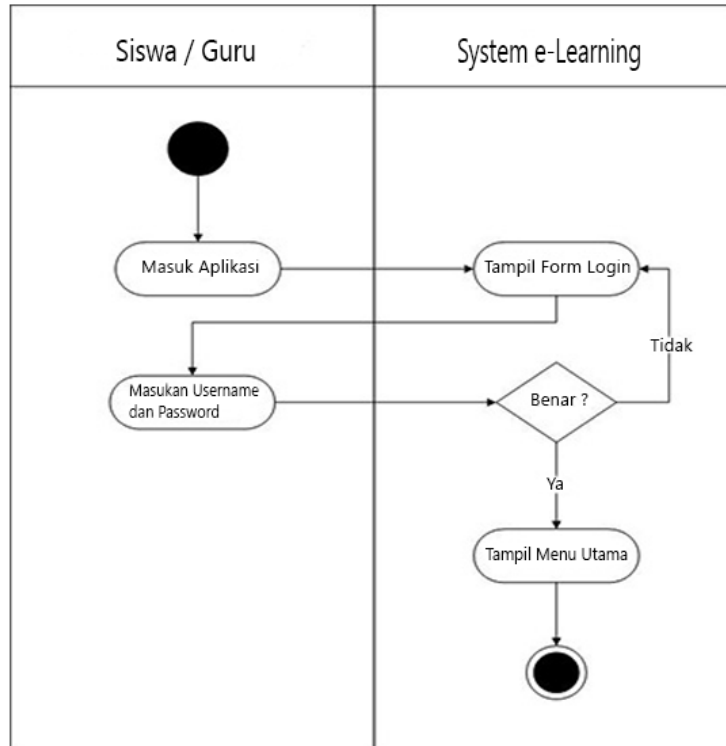 Siswa / Guru
System e-Learning
Masuk Aplikasi
Tampil Form Login
Tidak
Masukan Username
dan Password
Benar ?
Ya
Tampil Menu Utama